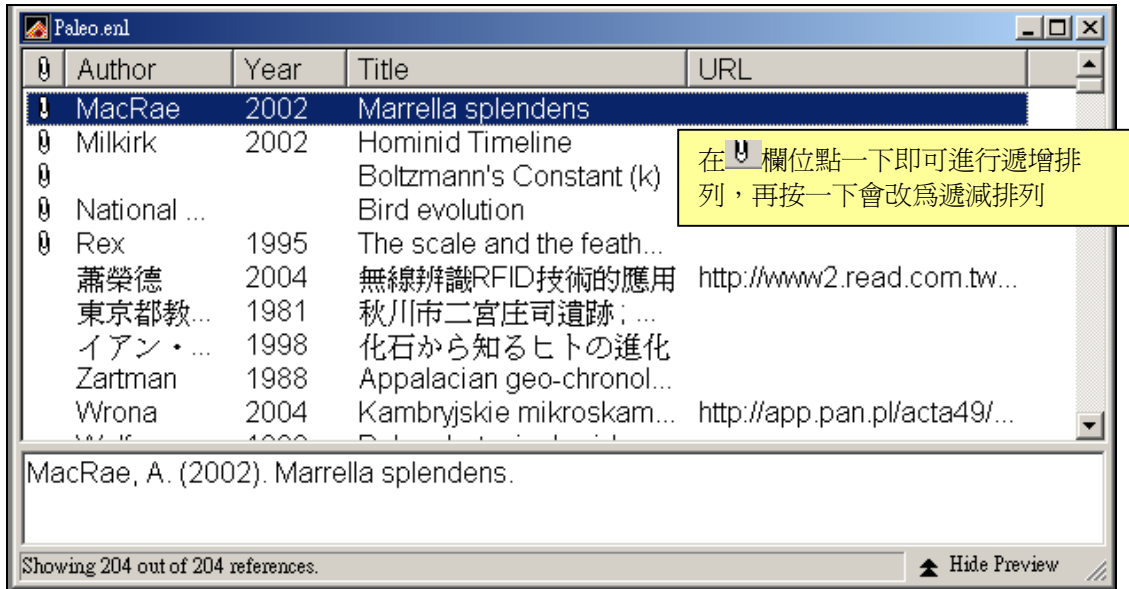 Paleo.enl
Author Year Title URL
MacRae 2002 Marrella splendens
Milkirk 2002 Hominid Timeline
Boltzmann's Constant (k)
National ... Bird evolution
Rex 1995 The scale and the feath...
蕭榮德 2004 無線辨識RFID技術的應用 http://www2.read.com.tw...
東京都教... 1981 秋川市二宮庄司遺跡 ; ...
イアン・... 1998 化石から知るヒトの進化
Zartman 1988 Appalacian geo-chronol...
Wrona 2004 Kambryjskie mikroskam... http://app.pan.pl/acta49/...
在 欄位點一下即可進行遞增排
列，再按一下會改爲遞減排列
MacRae, A. (2002). Marrella splendens.
Showing 204 out of 204 references.
Hide Preview